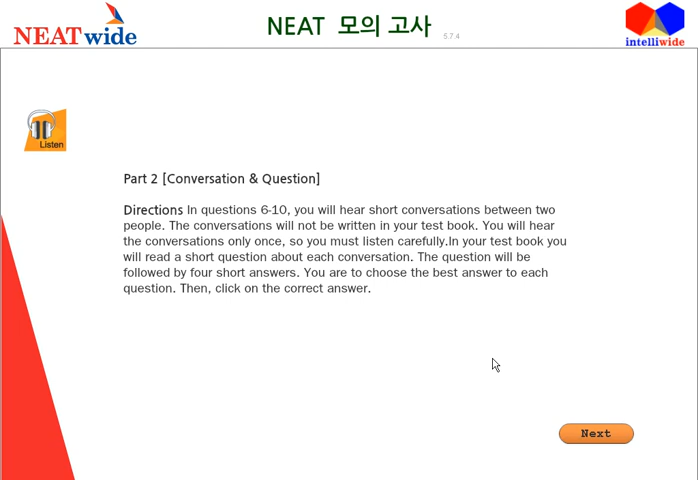 NEATwide
NEAT 모의 고사
5.7.4
intelliwide
Listen
Part 2 [Conversation & Question]
Directions In questions 6-10, you will hear short conversations between two
people. The conversations will not be written in your test book. You will hear
the conversations only once, so you must listen carefully.In your test book you
will read a short question about each conversation. The question will be
followed by four short answers. You are to choose the best answer to each
question. Then, click on the correct answer.
Next